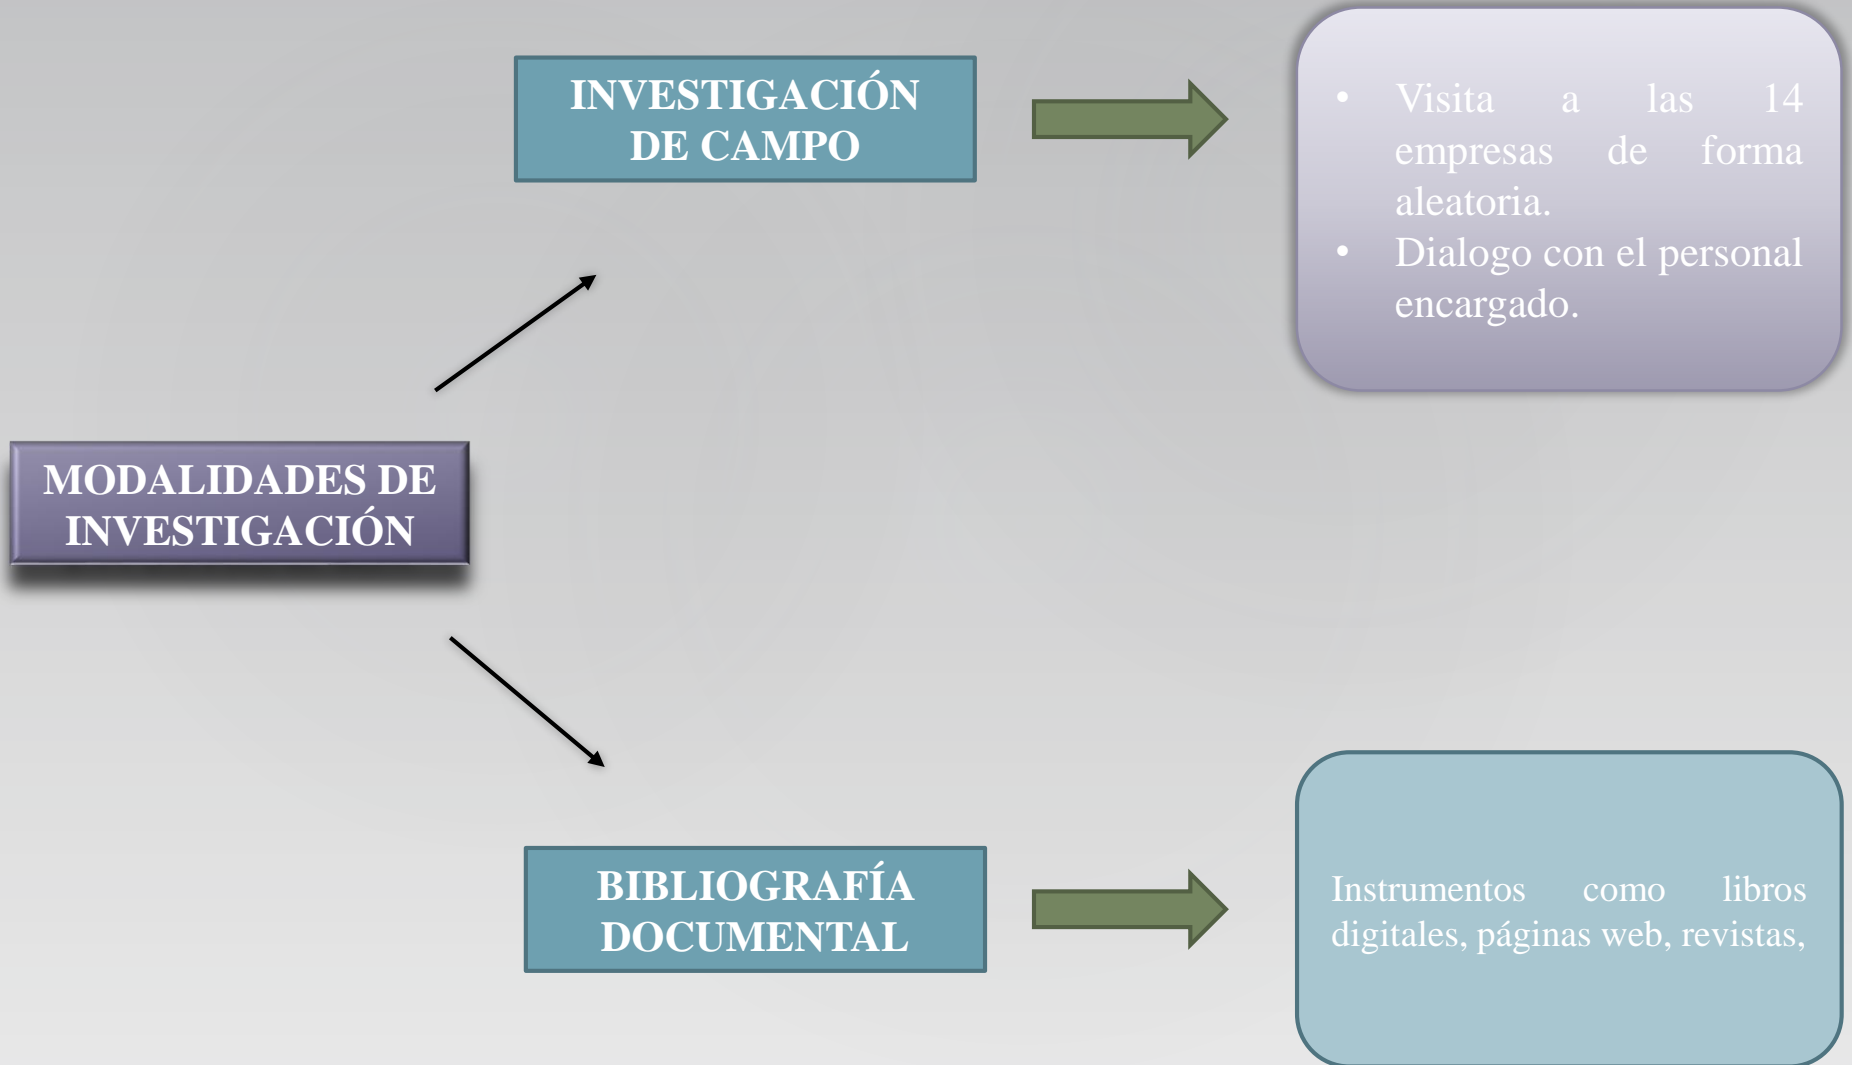 INVESTIGACIÓN
DE CAMPO
• Visita a las 14
empresas de forma
aleatoria.
• Dialogo con el personal
encargado.
MODALIDADES DE
INVESTIGACIÓN
BIBLIOGRAFÍA
DOCUMENTAL
Instrumentos como libros
digitales, páginas web, revistas,